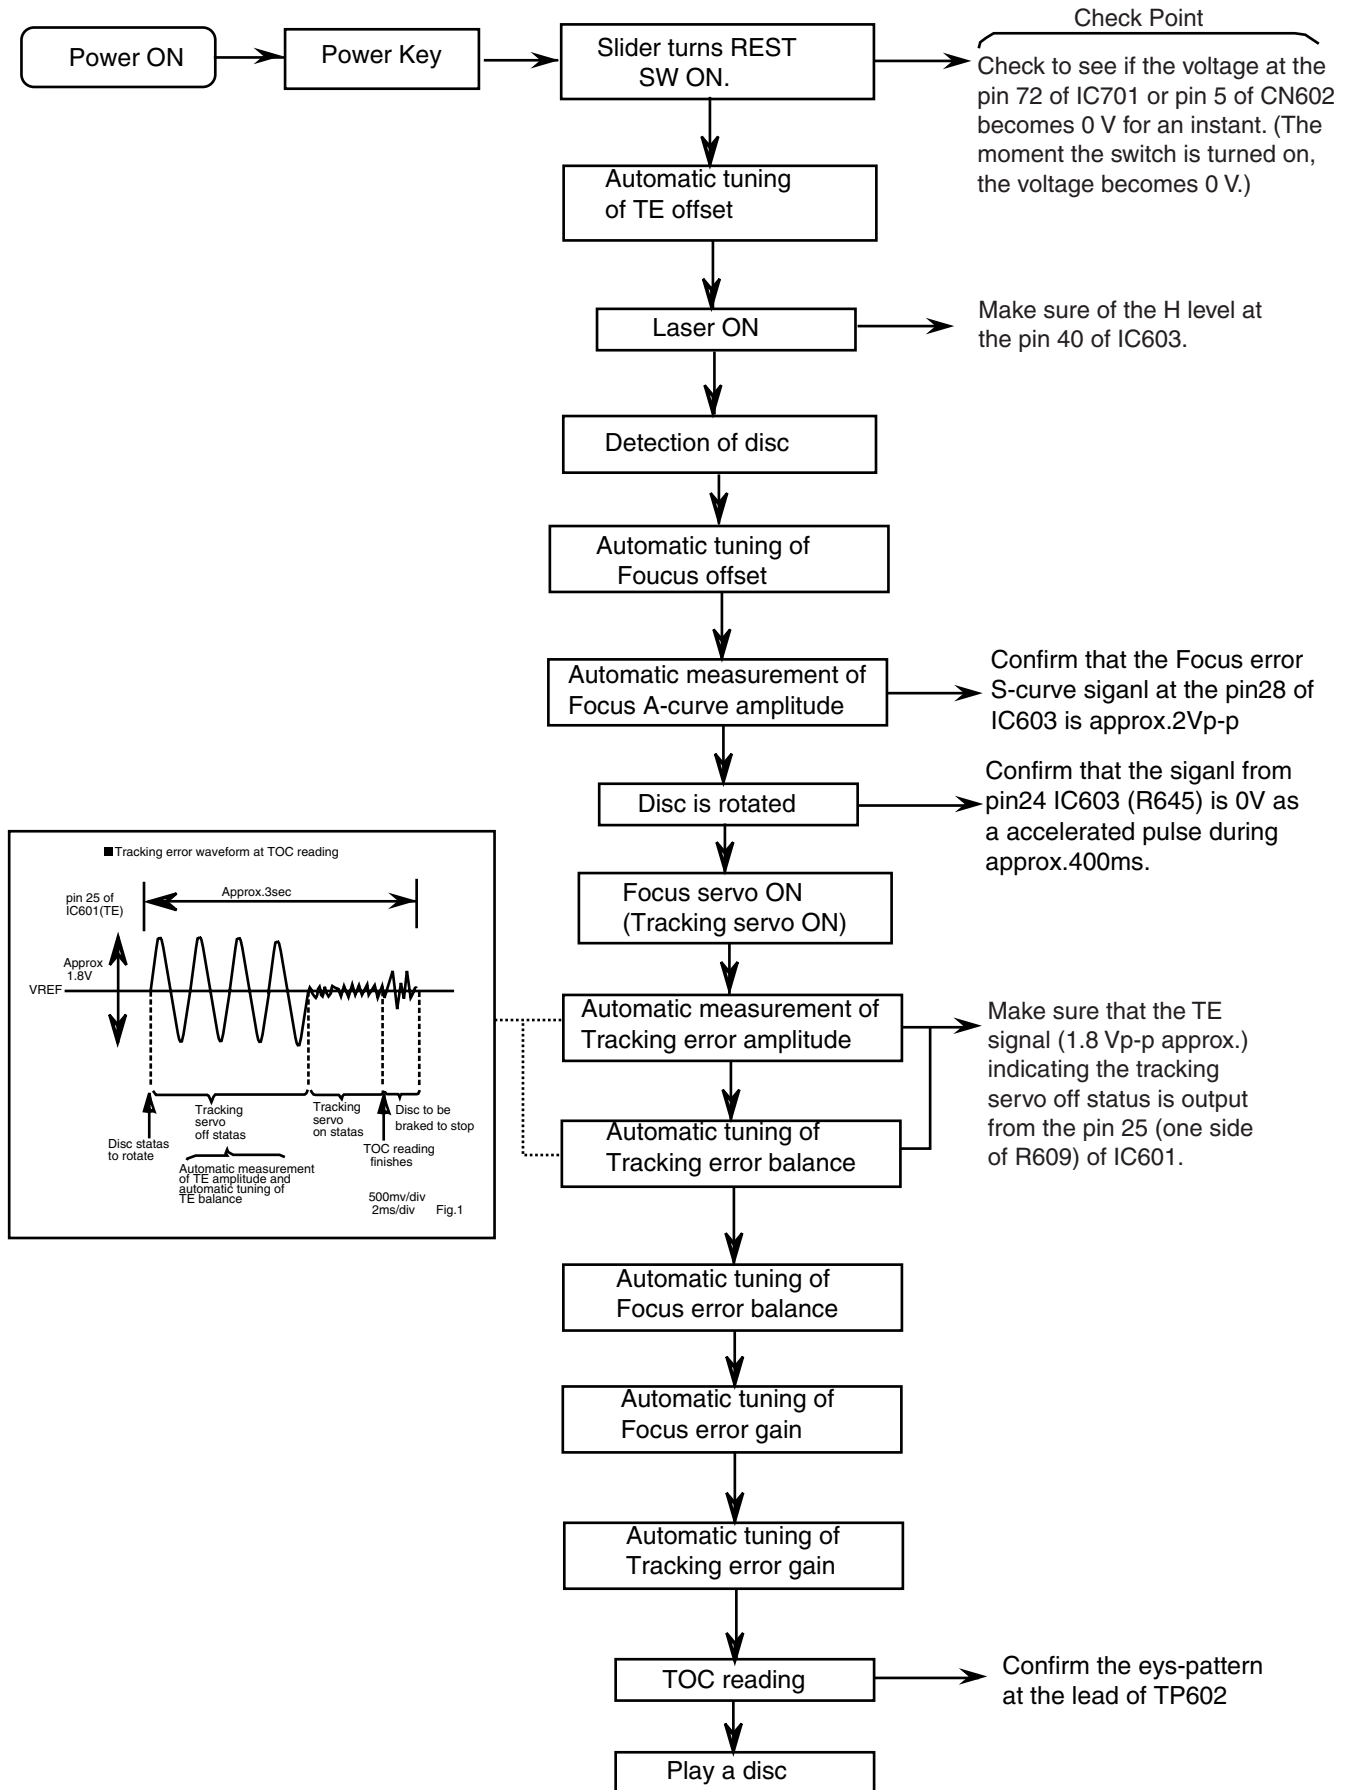 Check Point
Power ON
Power Key
Slider turns REST
SW ON.
Check to see if the voltage at the
pin 72 of IC701 or pin 5 of CN602
becomes 0 V for an instant. (The
moment the switch is turned on,
the voltage becomes 0 V.)
Automatic tuning
of TE offset
Laser ON
Make sure of the H level at
the pin 40 of IC603.
Detection of disc
Automatic tuning of
Foucus offset
Automatic measurement of
Focus A-curve amplitude
Confirm that the Focus error
S-curve siganl at the pin28 of
IC603 is approx.2Vp-p
Disc is rotated
Confirm that the siganl from
pin24 IC603 (R645) is 0V as
a accelerated pulse during
approx.400ms.
Focus servo ON
(Tracking servo ON)
■Tracking error waveform at TOC reading
pin 25 of
IC601(TE)
Approx.3sec
Approx
1.8V
VREF
Tracking
servo
off statas
Tracking
servo
on statas
Disc to be
braked to stop
Disc statas
to rotate
TOC reading
finishes
Automatic measurement
of TE amplitude and
automatic tuning of
TE balance
500mv/div
2ms/div
Fig.1
Automatic measurement of
Tracking error amplitude
Automatic tuning of
Tracking error balance
Make sure that the TE
signal (1.8 Vp-p approx.)
indicating the tracking
servo off status is output
from the pin 25 (one side
of R609) of IC601.
Automatic tuning of
Focus error balance
Automatic tuning of
Focus error gain
Automatic tuning of
Tracking error gain
TOC reading
Confirm the eys-pattern
at the lead of TP602
Play a disc